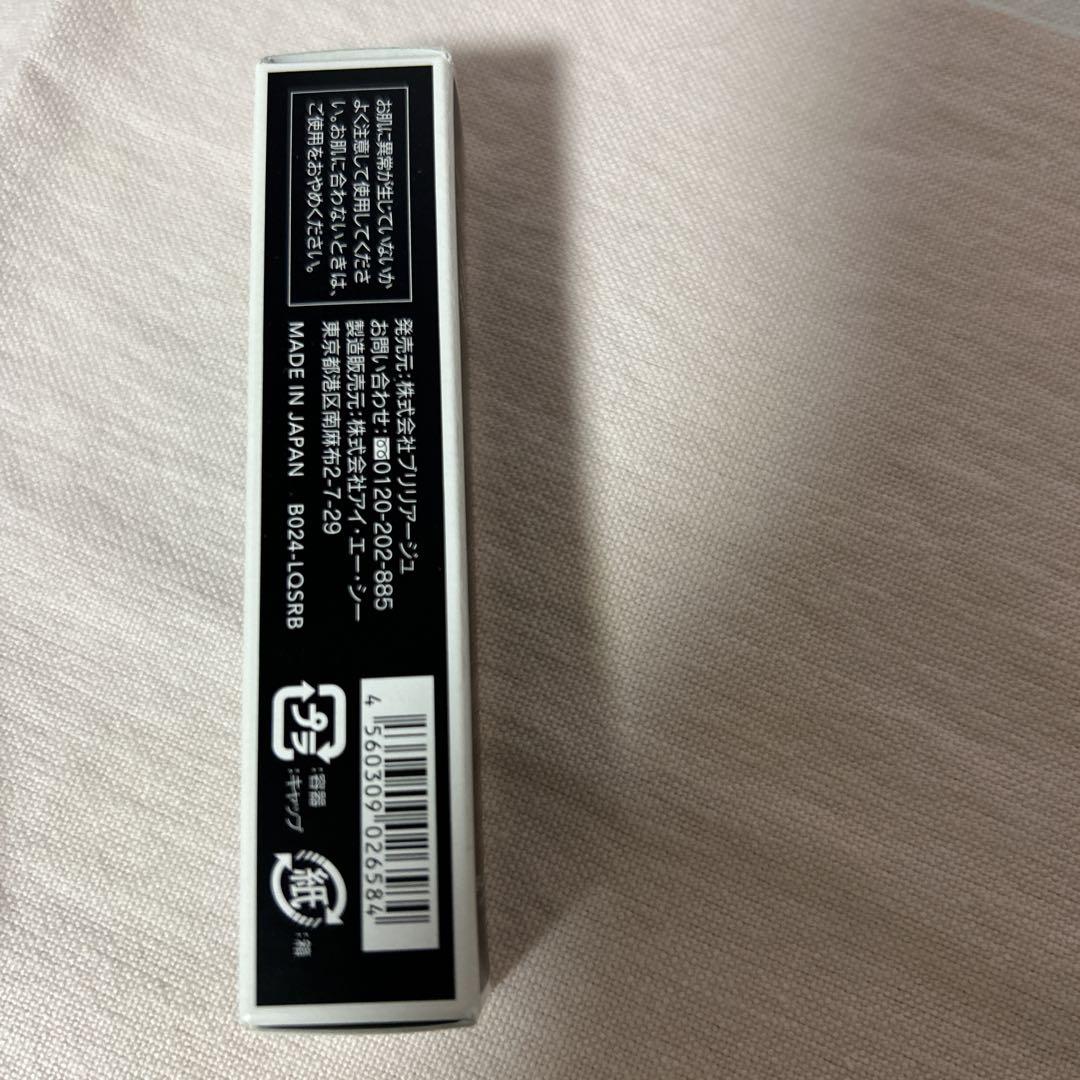 お肌に異常が生じていないか
よく注意して使用してくださ
い。お肌に合わないときは、
ご使用をおやめください。
発売元:株式会社ブリリアージュ
お問い合わせ:0120-202-885
製造販売元:株式会社アイ・エー・シー
東京都港区南麻布2-7-29
MADE IN JAPAN B024-LQSRB
4 560309 026584
プラ
:容器
:キャップ
紙
:箱